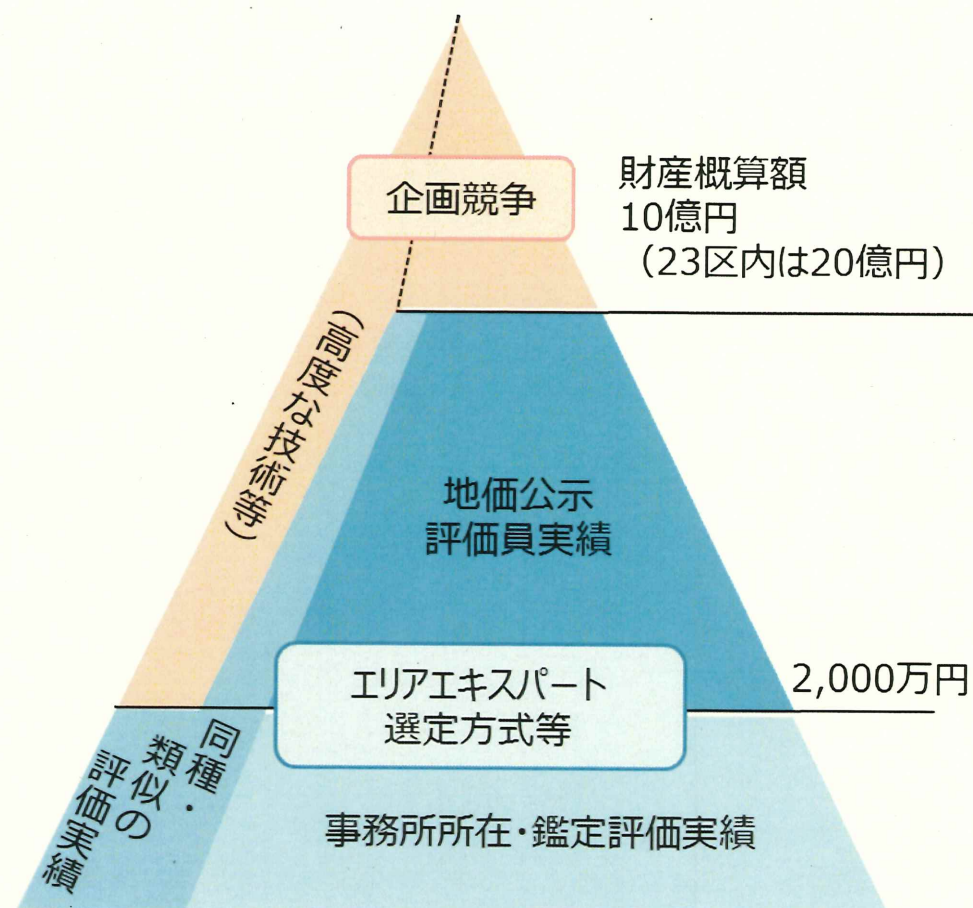 企画競争
財産概算額
10億円
（23区内は20億円）
（高度な技術等）
地価公示
評価員実績
エリアエキスパート
選定方式等
2,000万円
同種・
類似の
評価実績
事務所所在・鑑定評価実績